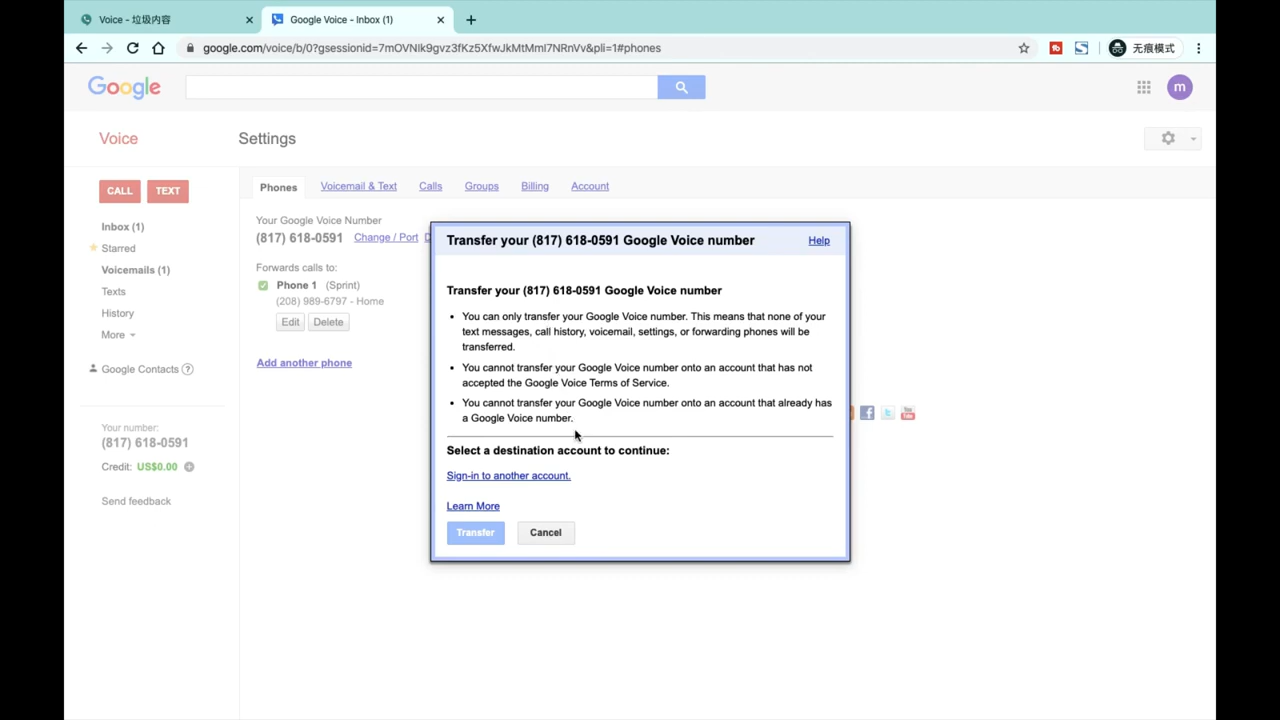 Voice - 垃圾内容
Google Voice - Inbox (1)
google.com/voice/b/0?gsessionid=7mOVNIk9gvz3fKz5XfwJkMtMmI7NRnVv&pli=1#phones
无痕模式
Google
m
Voice
Settings
CALL
TEXT
Phones
Voicemail & Text
Calls
Groups
Billing
Account
Inbox (1)
Starred
Voicemails (1)
Texts
History
More
Google Contacts
Your number:
(817) 618-0591
Credit: US$0.00
Send feedback
Your Google Voice Number
(817) 618-0591 Change / Port
Forwards calls to:
Phone 1 (Sprint)
(208) 989-6797 - Home
Edit
Delete
Add another phone
Transfer your (817) 618-0591 Google Voice number
Help
Transfer your (817) 618-0591 Google Voice number
• You can only transfer your Google Voice number. This means that none of your
text messages, call history, voicemail, settings, or forwarding phones will be
transferred.
• You cannot transfer your Google Voice number onto an account that has not
accepted the Google Voice Terms of Service.
• You cannot transfer your Google Voice number onto an account that already has
a Google Voice number.
Select a destination account to continue:
Sign-in to another account.
Learn More
Transfer
Cancel